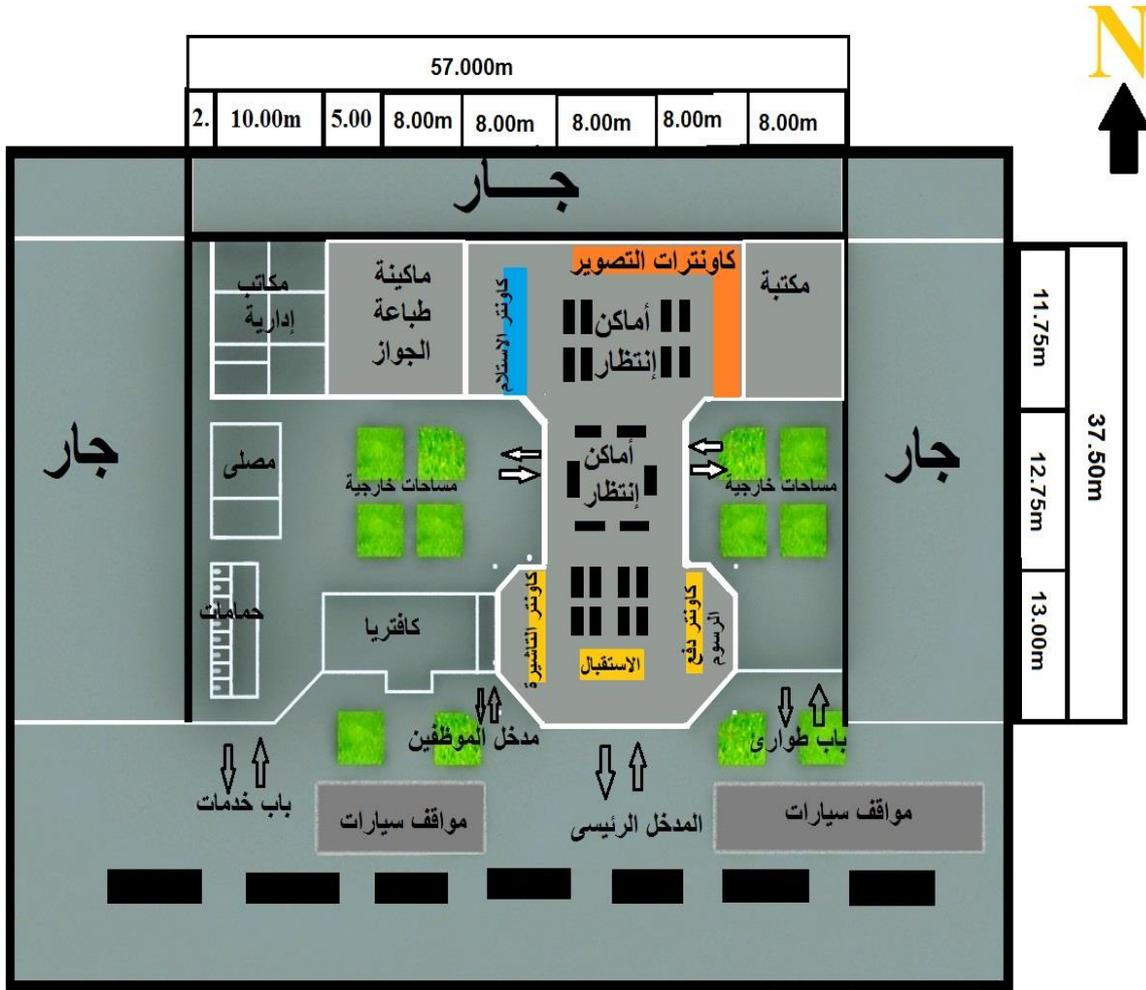 N
57.000m
2.
10.00m
5.00
8.00m
8.00m
8.00m
8.00m
8.00m
جـــار
كاونترات التصوير
مكتبة
ماكينة
طباعة
الجواز
مكاتب
إدارية
كاونتر الاستلام
أماكن
إنتظار
11.75m
37.50m
جار
جار
مصلى
أماكن
إنتظار
مساحات خارجية
مساحات خارجية
12.75m
حمامات
كافتريا
كاونتر التاشيرة
كاونتر دفع
الرسوم
الاستقبال
13.00m
مدخل الموظفين
باب طوارئ
باب خدمات
مواقف سيارات
المدخل الرئيسى
مواقف سيارات